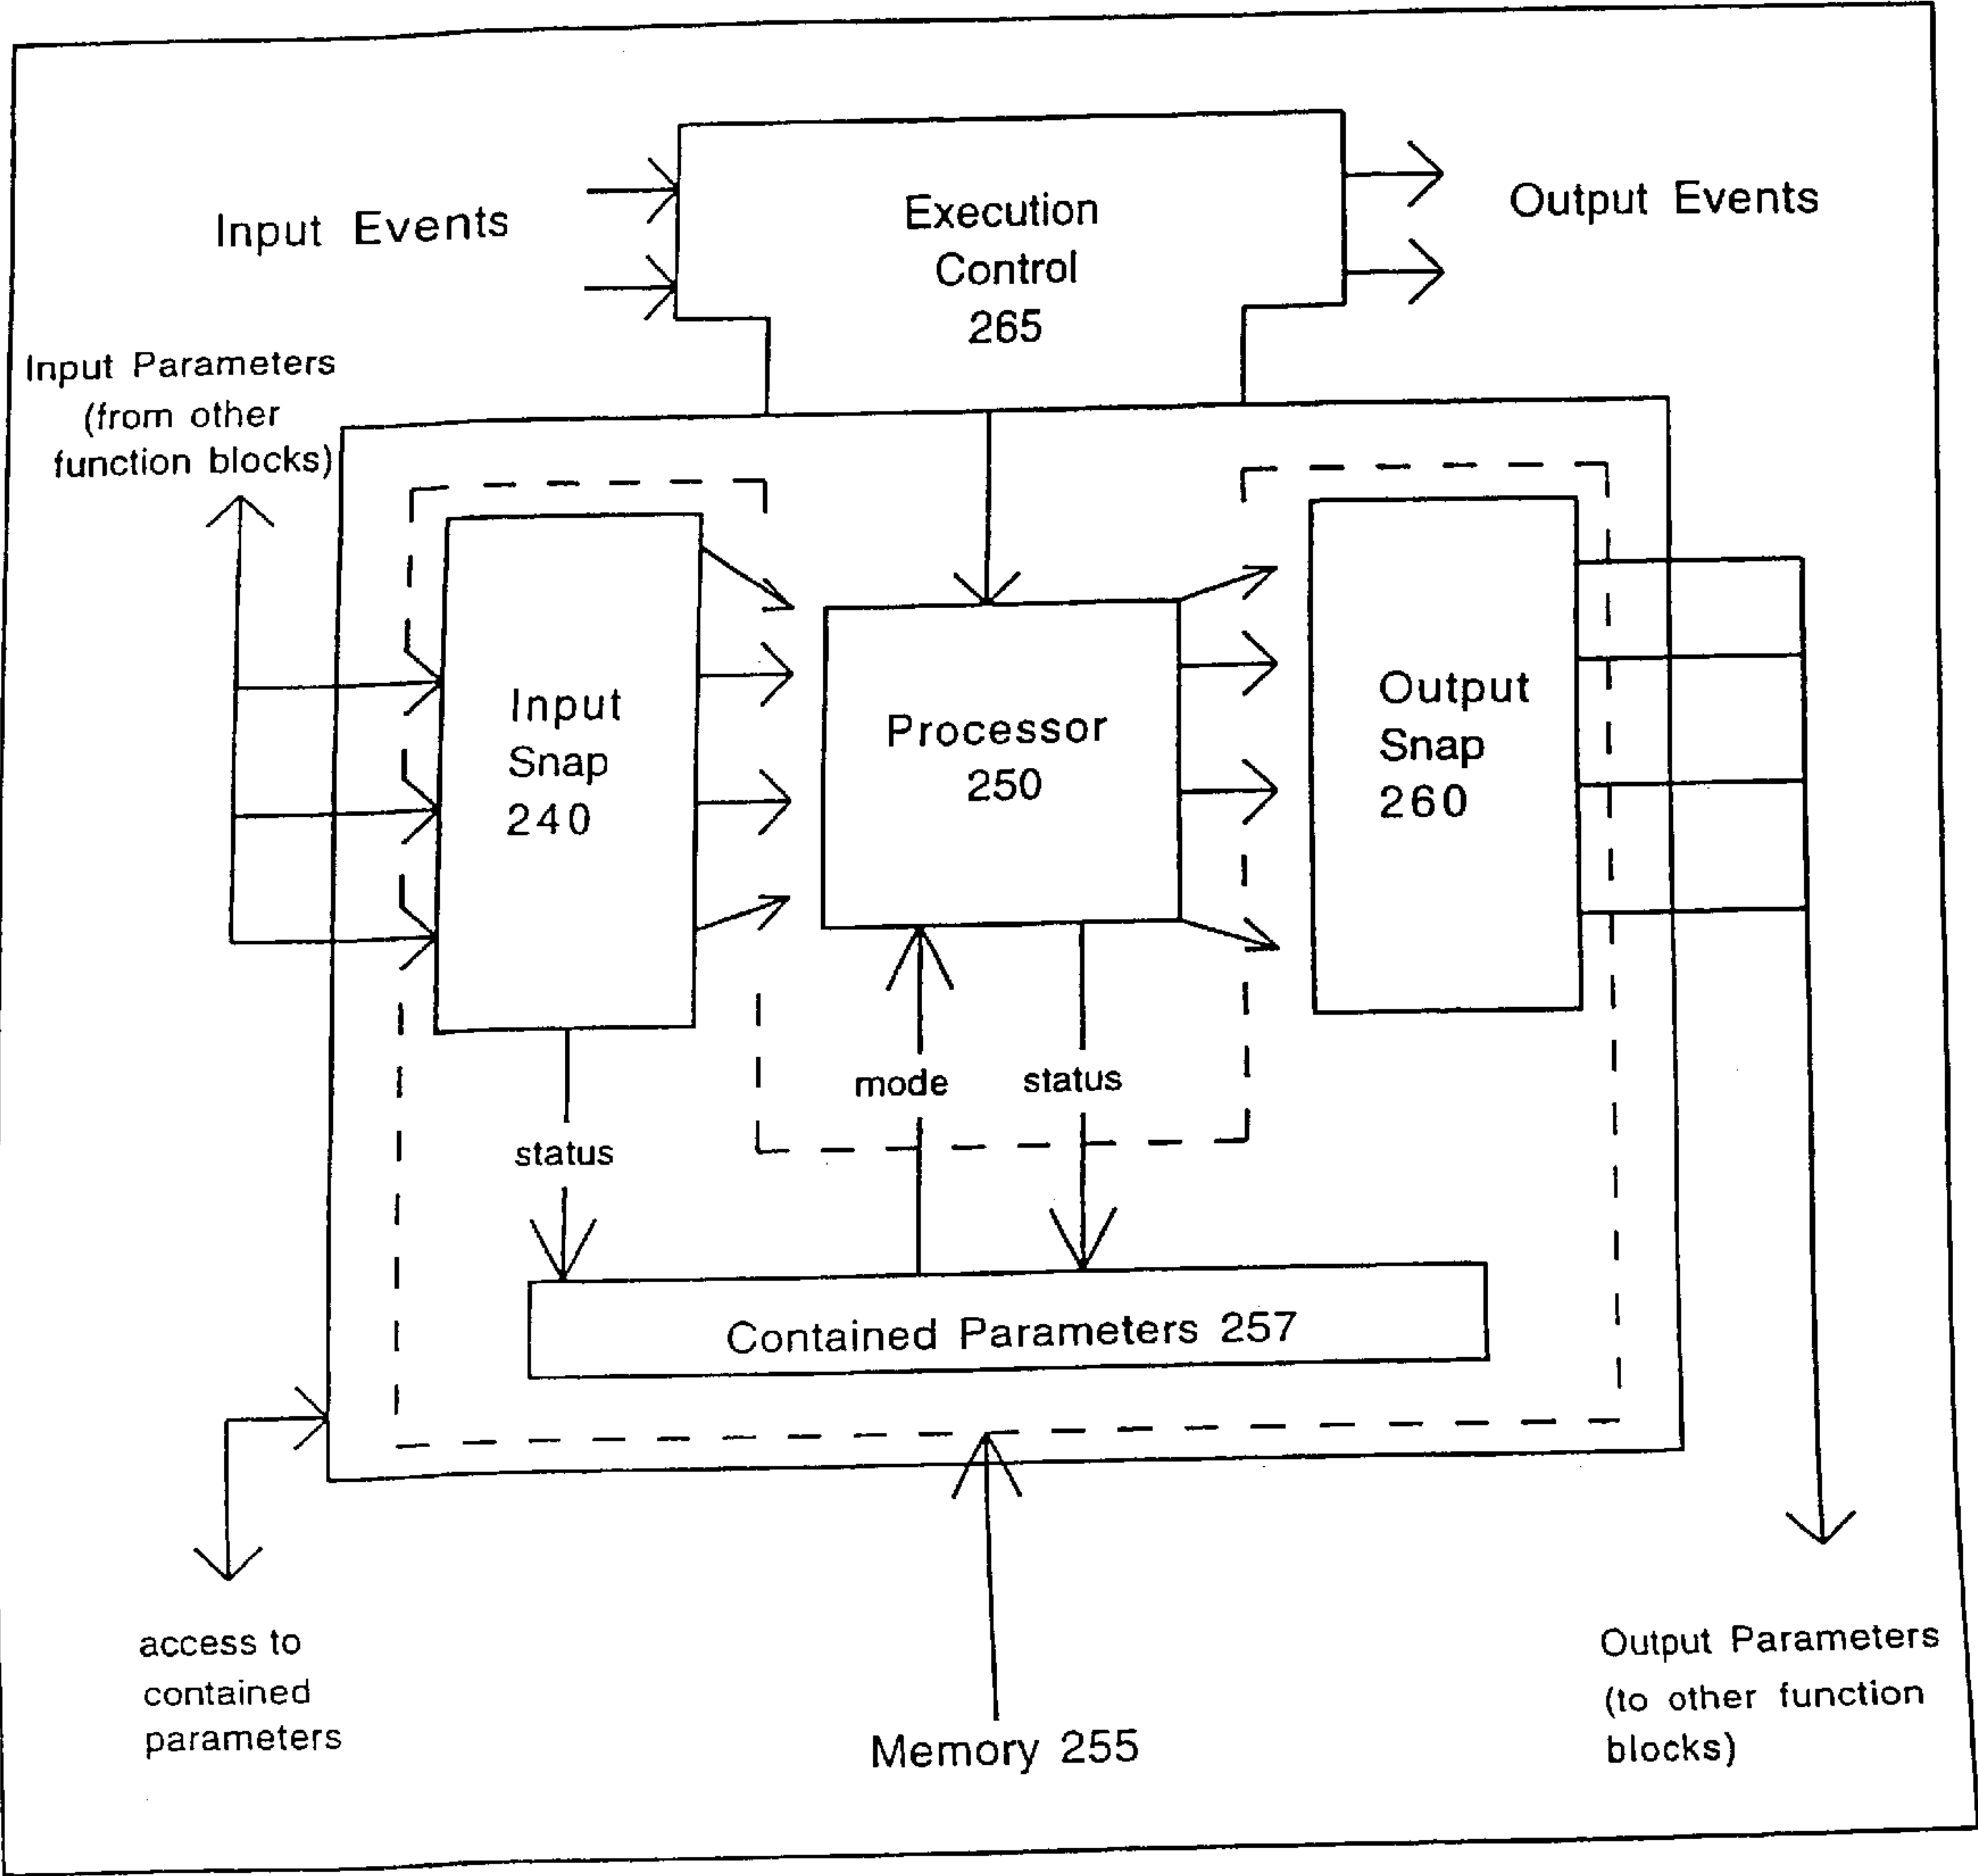 Execution
Control
265
Input Events
Output Events
Input Parameters
(from other
function blocks)
Input
Snap
240
Processor
250
Output
Snap
260
mode
status
status
Contained Parameters 257
access to
contained
parameters
Memory 255
Output Parameters
(to other function
blocks)